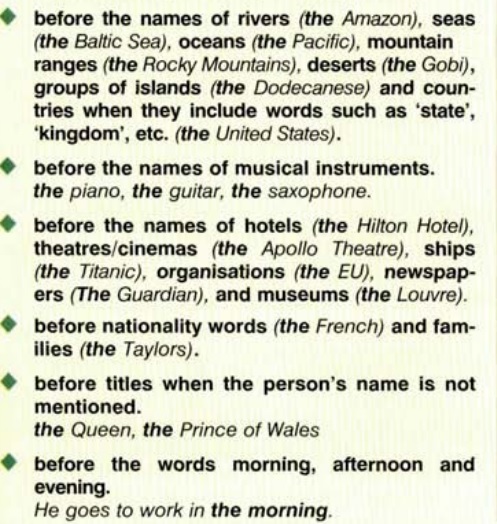 ◆ before the names of rivers (the Amazon), seas
(the Baltic Sea), oceans (the Pacific), mountain
ranges (the Rocky Mountains), deserts (the Gobi),
groups of islands (the Dodecanese) and coun-
tries when they include words such as ‘state’,
‘kingdom’, etc. (the United States).
◆ before the names of musical instruments.
the piano, the guitar, the saxophone.
◆ before the names of hotels (the Hilton Hotel),
theatres/cinemas (the Apollo Theatre), ships
(the Titanic), organisations (the EU), newspap-
ers (The Guardian), and museums (the Louvre).
◆ before nationality words (the French) and fam-
ilies (the Taylors).
◆ before titles when the person's name is not
mentioned.
the Queen, the Prince of Wales
◆ before the words morning, afternoon and
evening.
He goes to work in the morning.